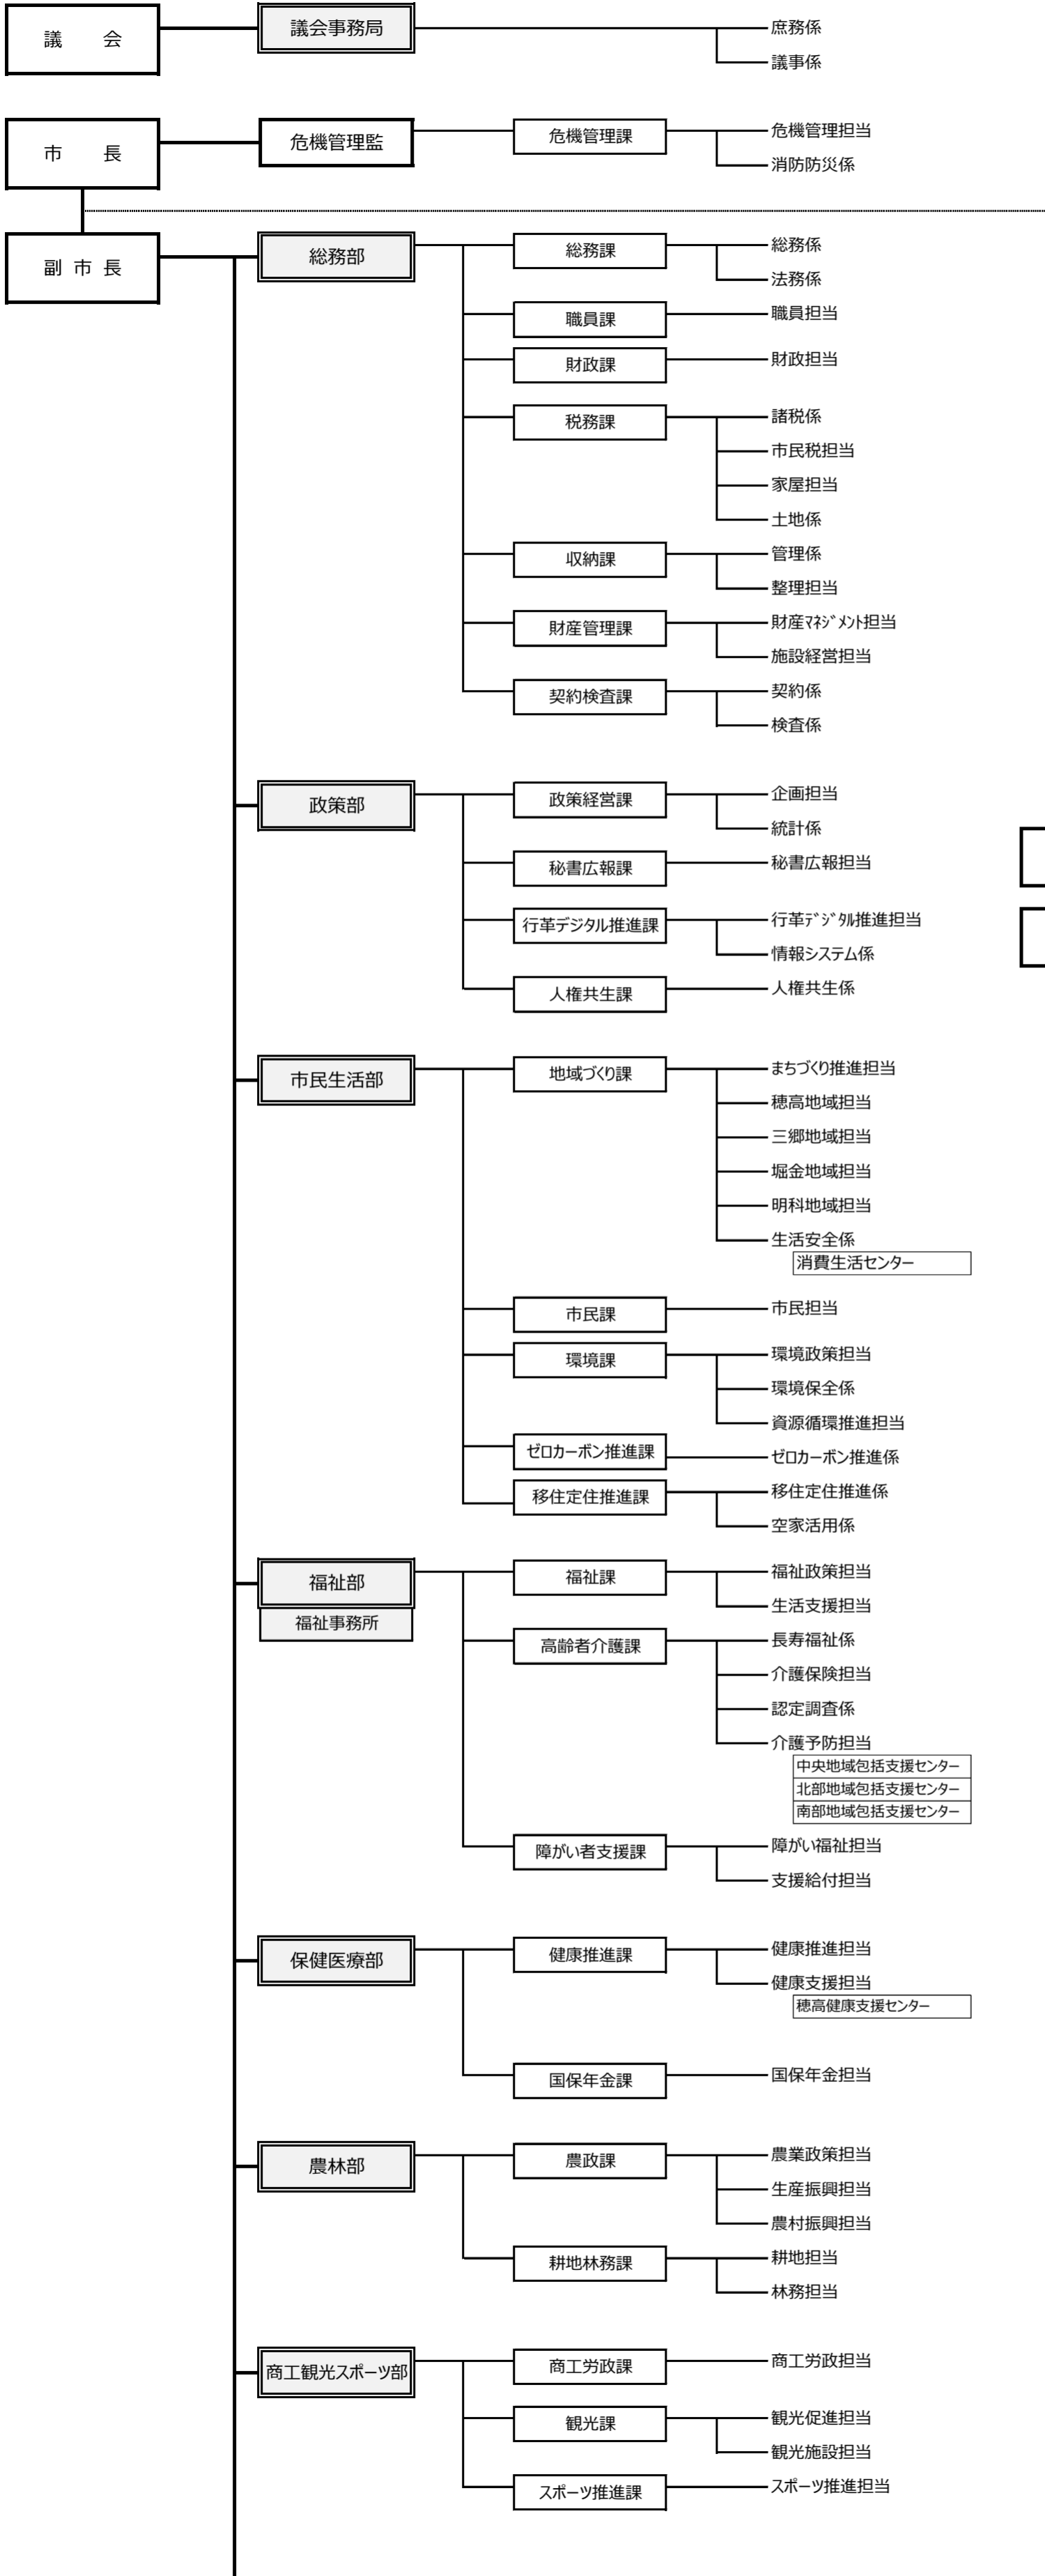 議　会
議会事務局
庶務係
議事係
市　長
危機管理監
危機管理課
危機管理担当
消防防災係
副市長
総務部
総務課
総務係
法務係
職員課
職員担当
財政課
財政担当
税務課
諸税係
市民税担当
家屋担当
土地係
収納課
管理係
整理担当
財産管理課
財産ﾏﾈｼﾞﾒﾝﾄ担当
施設経営担当
契約検査課
契約係
検査係
政策部
政策経営課
企画担当
統計係
秘書広報課
秘書広報担当
行革デジタル推進課
行革ﾃﾞｼﾞﾀﾙ推進担当
情報システム係
人権共生課
人権共生係
市民生活部
地域づくり課
まちづくり推進担当
穂高地域担当
三郷地域担当
堀金地域担当
明科地域担当
生活安全係
消費生活センター
市民課
市民担当
環境課
環境政策担当
環境保全係
資源循環推進担当
ゼロカーボン推進課
ゼロカーボン推進係
移住定住推進課
移住定住推進係
空家活用係
福祉部
福祉事務所
福祉課
福祉政策担当
生活支援担当
高齢者介護課
長寿福祉係
介護保険担当
認定調査係
介護予防担当
中央地域包括支援センター
北部地域包括支援センター
南部地域包括支援センター
障がい者支援課
障がい福祉担当
支援給付担当
保健医療部
健康推進課
健康推進担当
健康支援担当
穂高健康支援センター
国保年金課
国保年金担当
農林部
農政課
農業政策担当
生産振興担当
農村振興担当
耕地林務課
耕地担当
林務担当
商工観光スポーツ部
商工労政課
商工労政担当
観光課
観光促進担当
観光施設担当
スポーツ推進課
スポーツ推進担当